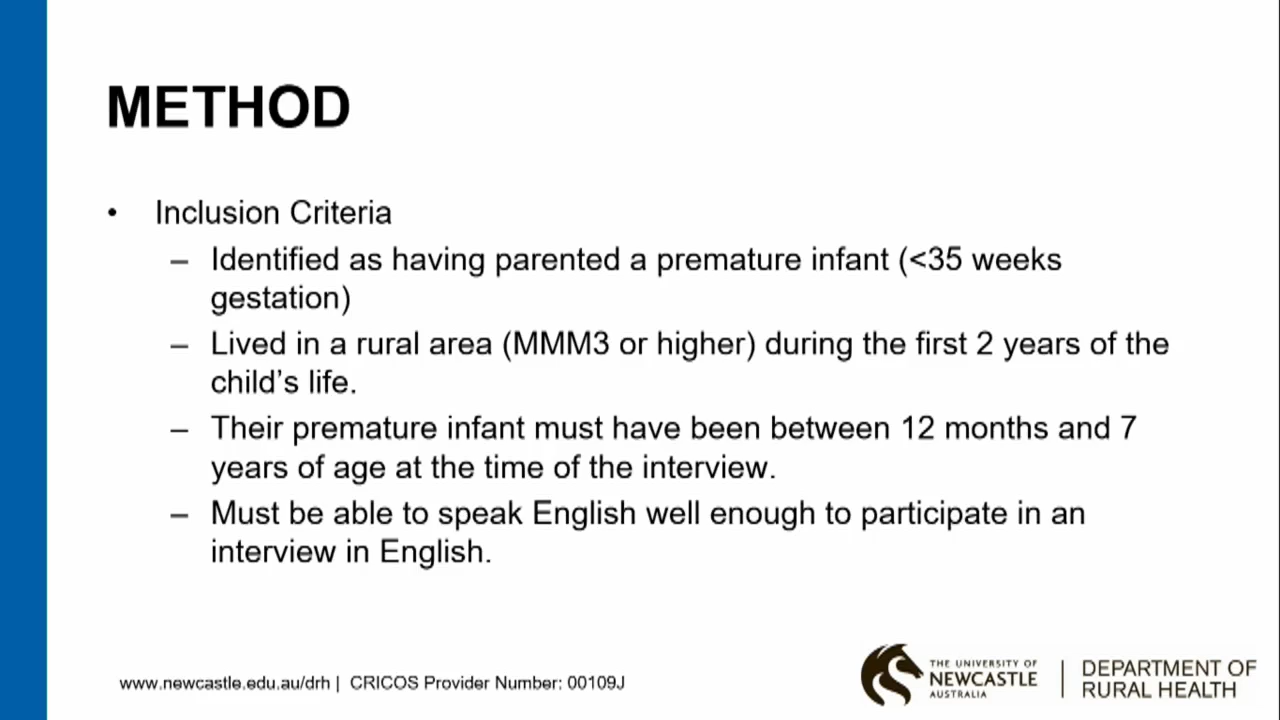 METHOD
• Inclusion Criteria
– Identified as having parented a premature infant (<35 weeks
gestation)
– Lived in a rural area (MMM3 or higher) during the first 2 years of the
child’s life.
– Their premature infant must have been between 12 months and 7
years of age at the time of the interview.
– Must be able to speak English well enough to participate in an
interview in English.
www.newcastle.edu.au/drh | CRICOS Provider Number: 00109J
THE UNIVERSITY OF
NEWCASTLE
AUSTRALIA
DEPARTMENT OF
RURAL HEALTH